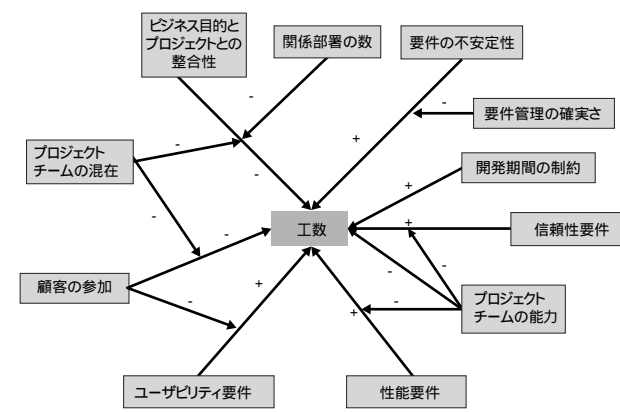 ビジネス目的と
プロジェクトとの
整合性
関係部署の数
要件の不安定性
-
-
要件管理の確実さ
+
プロジェクト
チームの混在
-
-
開発期間の制約
+
-
工数
+
信頼性要件
-
-
-
顧客の参加
+
-
-
+
プロジェクト
チームの能力
ユーザビリティ要件
性能要件